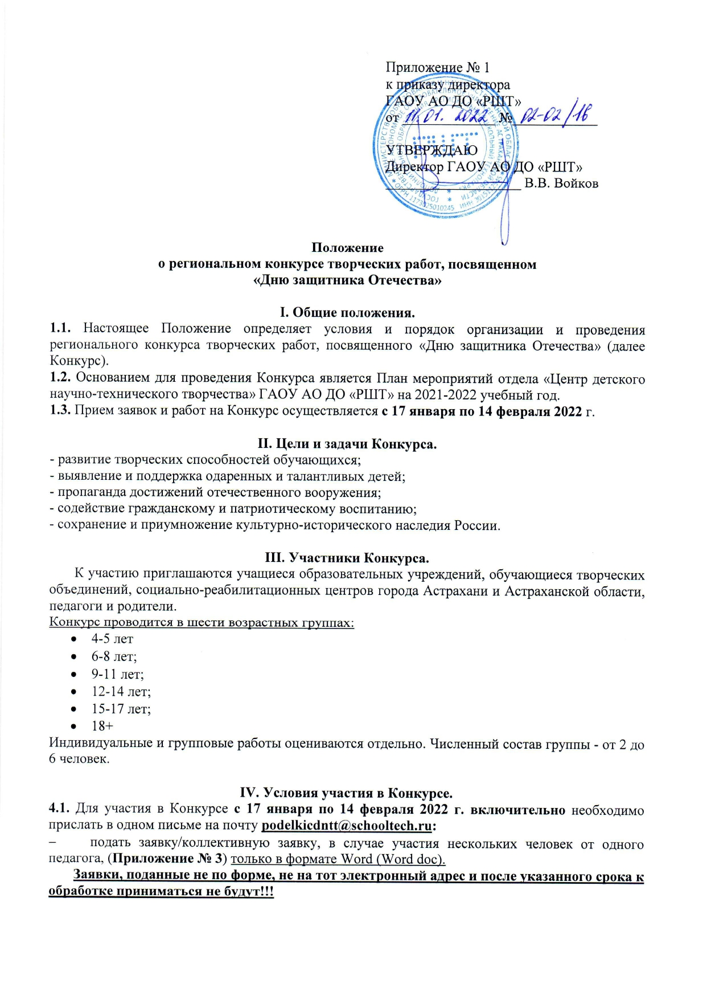 Приложение № 1
к приказу директора
ГАОУ АО ДО «РШТ»
от 11.01. 2022 № 02-02/16
УТВЕРЖДАЮ
Директор ГАОУ АО ДО «РШТ»
В.В. Войков
РШТ
ОГРН 1173025010245 ИНН
Положение
о региональном конкурсе творческих работ, посвященном
«Дню защитника Отечества»
I. Общие положения.
1.1. Настоящее Положение определяет условия и порядок организации и проведения
регионального конкурса творческих работ, посвященного «Дню защитника Отечества» (далее
Конкурс).
1.2. Основанием для проведения Конкурса является План мероприятий отдела «Центр детского
научно-технического творчества» ГАОУ АО ДО «РШТ» на 2021-2022 учебный год.
1.3. Прием заявок и работ на Конкурс осуществляется с 17 января по 14 февраля 2022 г.
II. Цели и задачи Конкурса.
- развитие творческих способностей обучающихся;
- выявление и поддержка одаренных и талантливых детей;
- пропаганда достижений отечественного вооружения;
- содействие гражданскому и патриотическому воспитанию;
- сохранение и приумножение культурно-исторического наследия России.
III. Участники Конкурса.
К участию приглашаются учащиеся образовательных учреждений, обучающиеся творческих
объединений, социально-реабилитационных центров города Астрахани и Астраханской области,
педагоги и родители.
Конкурс проводится в шести возрастных группах:
• 4-5 лет
• 6-8 лет;
• 9-11 лет;
• 12-14 лет;
• 15-17 лет;
• 18+
Индивидуальные и групповые работы оцениваются отдельно. Численный состав группы - от 2 до
6 человек.
IV. Условия участия в Конкурсе.
4.1. Для участия в Конкурсе с 17 января по 14 февраля 2022 г. включительно необходимо
прислать в одном письме на почту podelkicdntt@schooltech.ru:
– подать заявку/коллективную заявку, в случае участия нескольких человек от одного
педагога, (Приложение № 3) только в формате Word (Word doc).
Заявки, поданные не по форме, не на тот электронный адрес и после указанного срока к
обработке приниматься не будут!!!